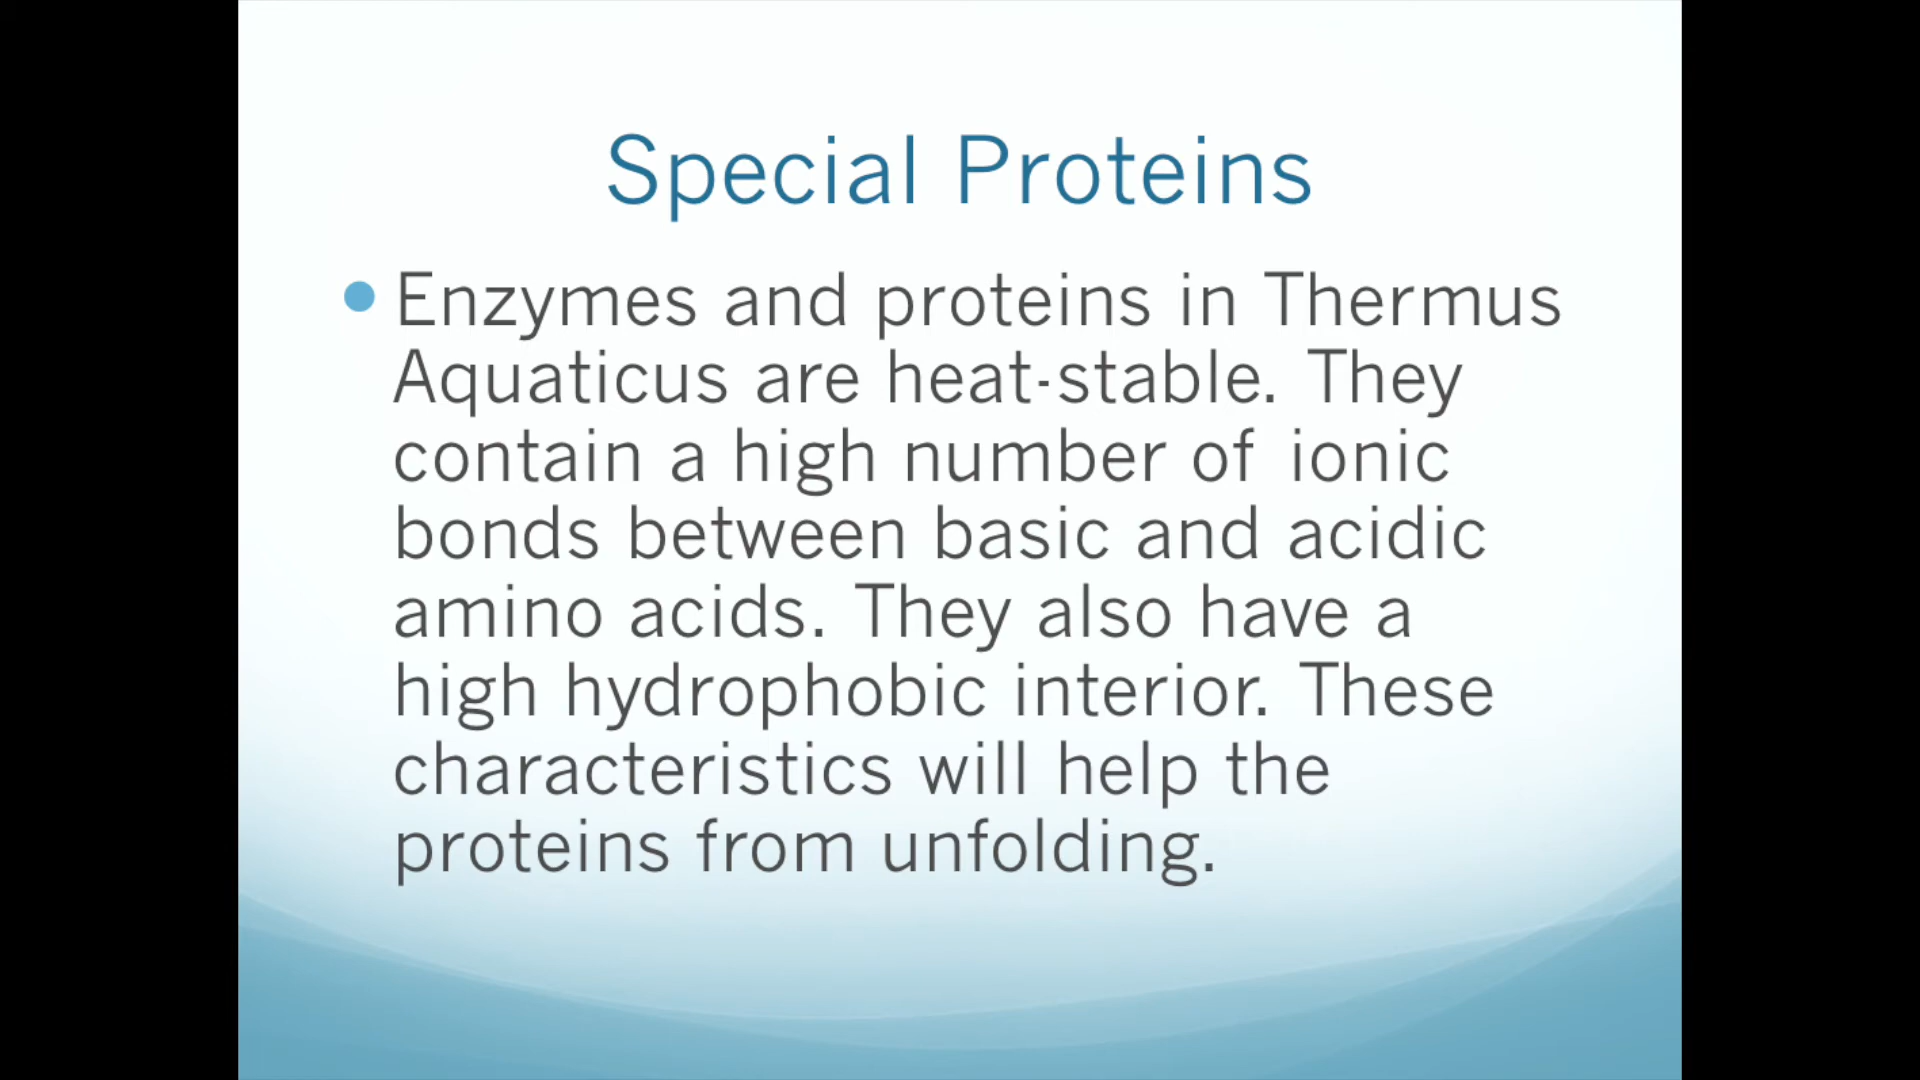 Special Proteins
• Enzymes and proteins in Thermus
Aquaticus are heat-stable. They
contain a high number of ionic
bonds between basic and acidic
amino acids. They also have a
high hydrophobic interior. These
characteristics will help the
proteins from unfolding.